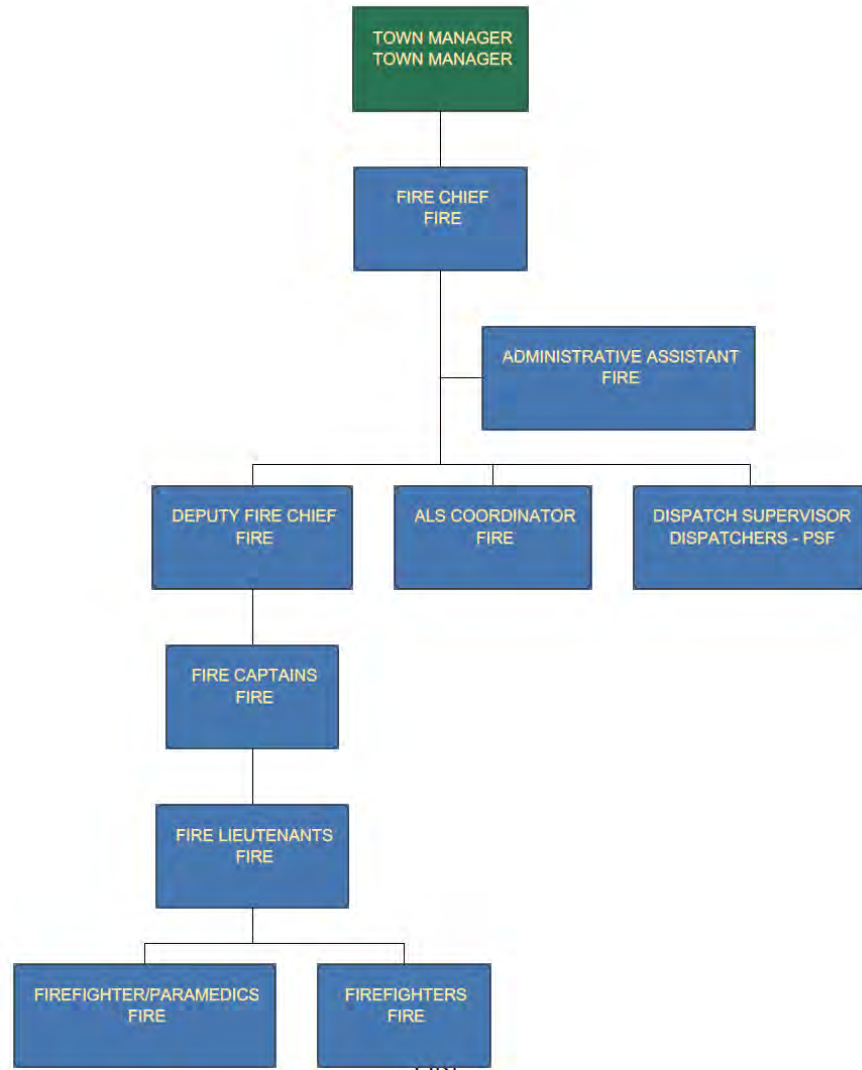 TOWN MANAGER
TOWN MANAGER
FIRE CHIEF
FIRE
ADMINISTRATIVE ASSISTANT
FIRE
DEPUTY FIRE CHIEF
FIRE
ALS COORDINATOR
FIRE
DISPATCH SUPERVISOR
DISPATCHERS - PSF
FIRE CAPTAINS
FIRE
FIRE LIEUTENANTS
FIRE
FIREFIGHTER/PARAMEDICS
FIRE
FIREFIGHTERS
FIRE